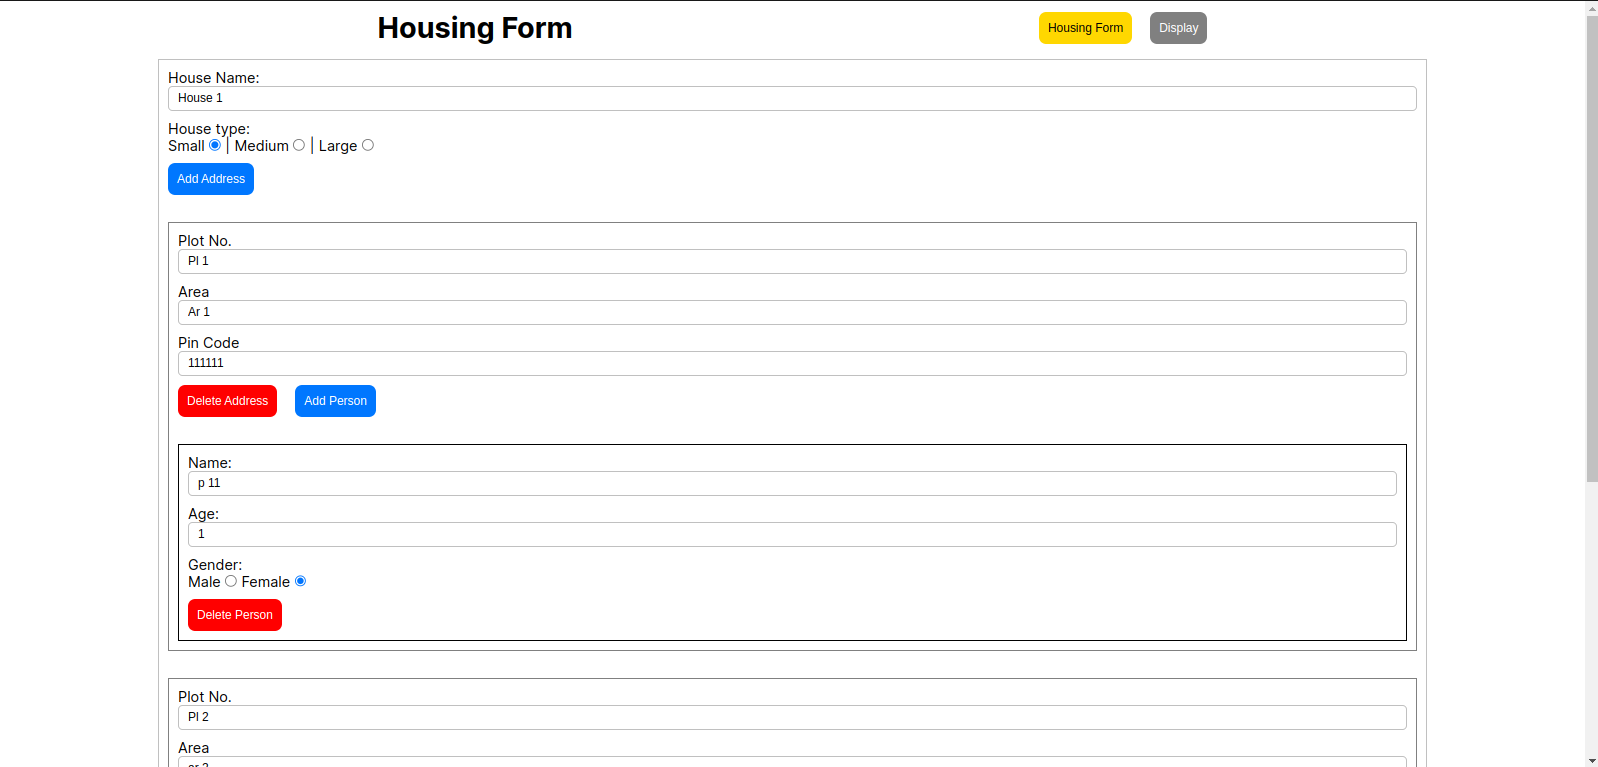 Housing Form
Housing Form
Display
House Name:
House 1
House type:
Small | Medium | Large
Add Address
Plot No.
Pl 1
Area
Ar 1
Pin Code
111111
Delete Address
Add Person
Name:
p 11
Age:
1
Gender:
Male Female
Delete Person
Plot No.
Pl 2
Area